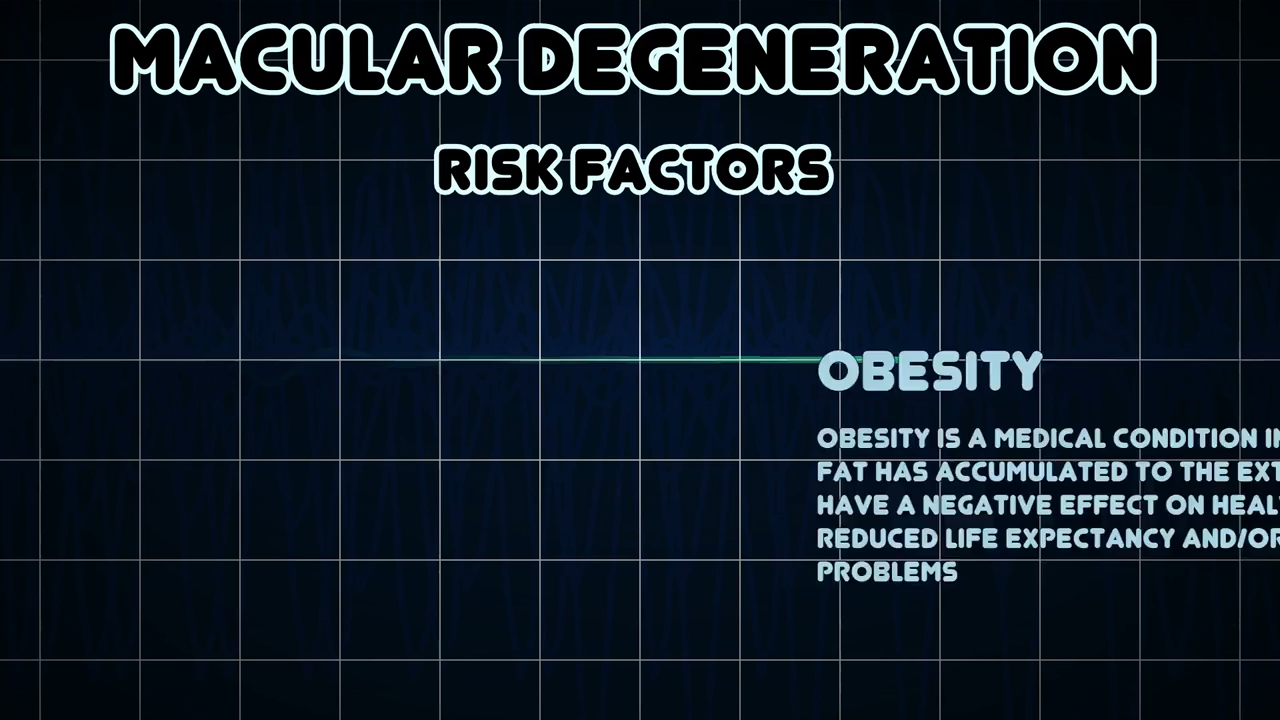 MACULAR DEGENERATION
RISK FACTORS
OBESITY
OBESITY IS A MEDICAL CONDITION
FAT HAS ACCUMULATED TO THE
HAVE A NEGATIVE EFFECT ON
REDUCED LIFE EXPECTANCY AND/OR
PROBLEMS